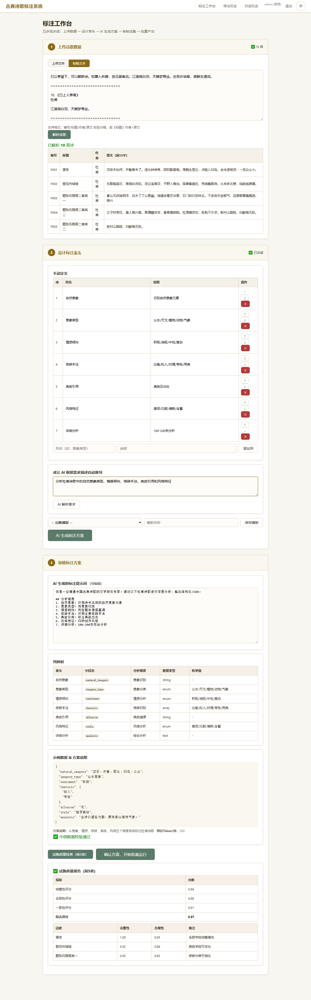 古典诗歌标注系统
标注工作台 导出历史 对话历史 admin (管理) 退出
标注工作台
五步流水线：上传数据 → 设计表头 → AI 生成方案 → 审核试跑 → 批量产出
1 上传诗歌数据 10 首
上传文件 粘贴文本
巳公茅屋下，可以赋新诗。枕簟入林僻，茶瓜留客迟。江莲摇白羽，天棘梦青丝。空忝许询辈，难酬支遁词。
==============================
10. 《巳上人茅斋》
杜甫
江莲摇白羽，天棘梦青丝。
==============================
支持格式：编号/标题/作者/原文 标签分隔，或《标题》作者+原文
解析诗歌
已解析 10 首诗
编号 标题 作者 原文（前50字）
P001 望岳 杜甫 岱宗夫如何，齐鲁青未了。造化钟神秀，阴阳割昏晓。荡胸生层云，决眦入归鸟。会当凌绝顶，一览众山小。
P002 登兖州城楼 杜甫 东郡趋庭日，南楼纵目初。浮云连海岱，平野入青徐。孤嶂秦碑在，荒城鲁殿馀。从来多古意，临眺独踌躇。
P003 题张氏隐居二首其一 杜甫 春山无伴独相求，伐木丁丁山更幽。涧道余寒历冰雪，石门斜日到林丘。不贪夜识金银气，远害朝看麋鹿游。乘兴
P004 题张氏隐居二首其二 杜甫 之子时相见，邀人晚兴留。霁潭鳣发发，春草鹿呦呦。杜酒偏劳劝，张梨不外求。前村山路险，归醉每无愁。
P005 题张氏隐居二首其二 杜甫 前村山路险，归醉每无愁。
2 设计标注表头 已完成
手动定义
序 列名 说明 操作
↑
1 自然意象 识别自然意象元素 ↓
×
↑
2 意象类型 山水/天文/植物/动物/气象 ↓
×
↑
3 情感倾向 积极/消极/中性/复杂 ↓
×
↑
4 修辞手法 比喻/拟人/对偶/夸张/用典 ↓
×
↑
5 典故引用 典故及出处 ↓
×
↑
6 风格特征 雄浑/沉郁/清新/含蓄 ↓
×
↑
7 详细分析 100-200字分析 ↓
×
列名（如：意象类型） 说明 添加列
或让 AI 根据需求描述自动推导
分析杜甫诗歌中的自然意象类型、情感倾向、修辞手法、典故引用和风格特征
AI 解析需求
-- 加载模板 -- 模板名称 保存模板
AI 生成标注方案
3 审核标注方案
AI 生成的标注提示词 （可编辑）
你是一位精通中国古典诗歌的文学研究专家。请对以下杜甫诗歌进行深度分析，输出结构化JSON。
## 分析维度
1. 自然意象：识别诗中出现的自然意象元素
2. 意象类型：将意象归类
3. 情感倾向：判定整体情感基调
4. 修辞手法：识别主要修辞手法
5. 典故引用：标注典故出处
6. 风格特征：归纳创作风格
7. 详细分析：100-200字综合分析
列映射
表头 字段名 分析维度 数据类型 枚举值
自然意象 natural_imagery 意象识别 string -
意象类型 imagery_type 意象分类 enum 山水/天文/植物/动物/气象
情感倾向 sentiment 情感分析 enum 积极/消极/中性/复杂
修辞手法 rhetoric 修辞识别 array 比喻/拟人/对偶/夸张/用典
典故引用 allusion 典故溯源 string -
风格特征 style 风格分析 enum 雄浑/沉郁/清新/含蓄
详细分析 analysis 综合分析 text -
示例数据 & 方案说明
{
"natural_imagery": "岱宗、齐鲁、层云、归鸟、众山",
"imagery_type": "山水意象",
"sentiment": "积极",
"rhetoric": [
"拟人",
"夸张"
],
"allusion": "无",
"style": "雄浑豪放",
"analysis": "全诗以望岳为题，展现泰山雄伟气象。"
}
方案说明：从意象、情感、修辞、典故、风格五个维度系统标注杜甫诗歌 预估Token/首：350
示例数据校验通过
试跑质量检查（前5首） 确认方案，开始批量运行
试跑质量报告（前5首）
指标 分数
完整性评分 0.94
合规性评分 0.88
一致性评分 0.91
综合评分 0.91
诗歌 完整性 合规性 备注
望岳 1.00 0.95 全部字段完整填充
登兖州城楼 0.92 0.88 典故字段可优化
题张氏隐居其一 0.95 0.85 修辞分类可细化